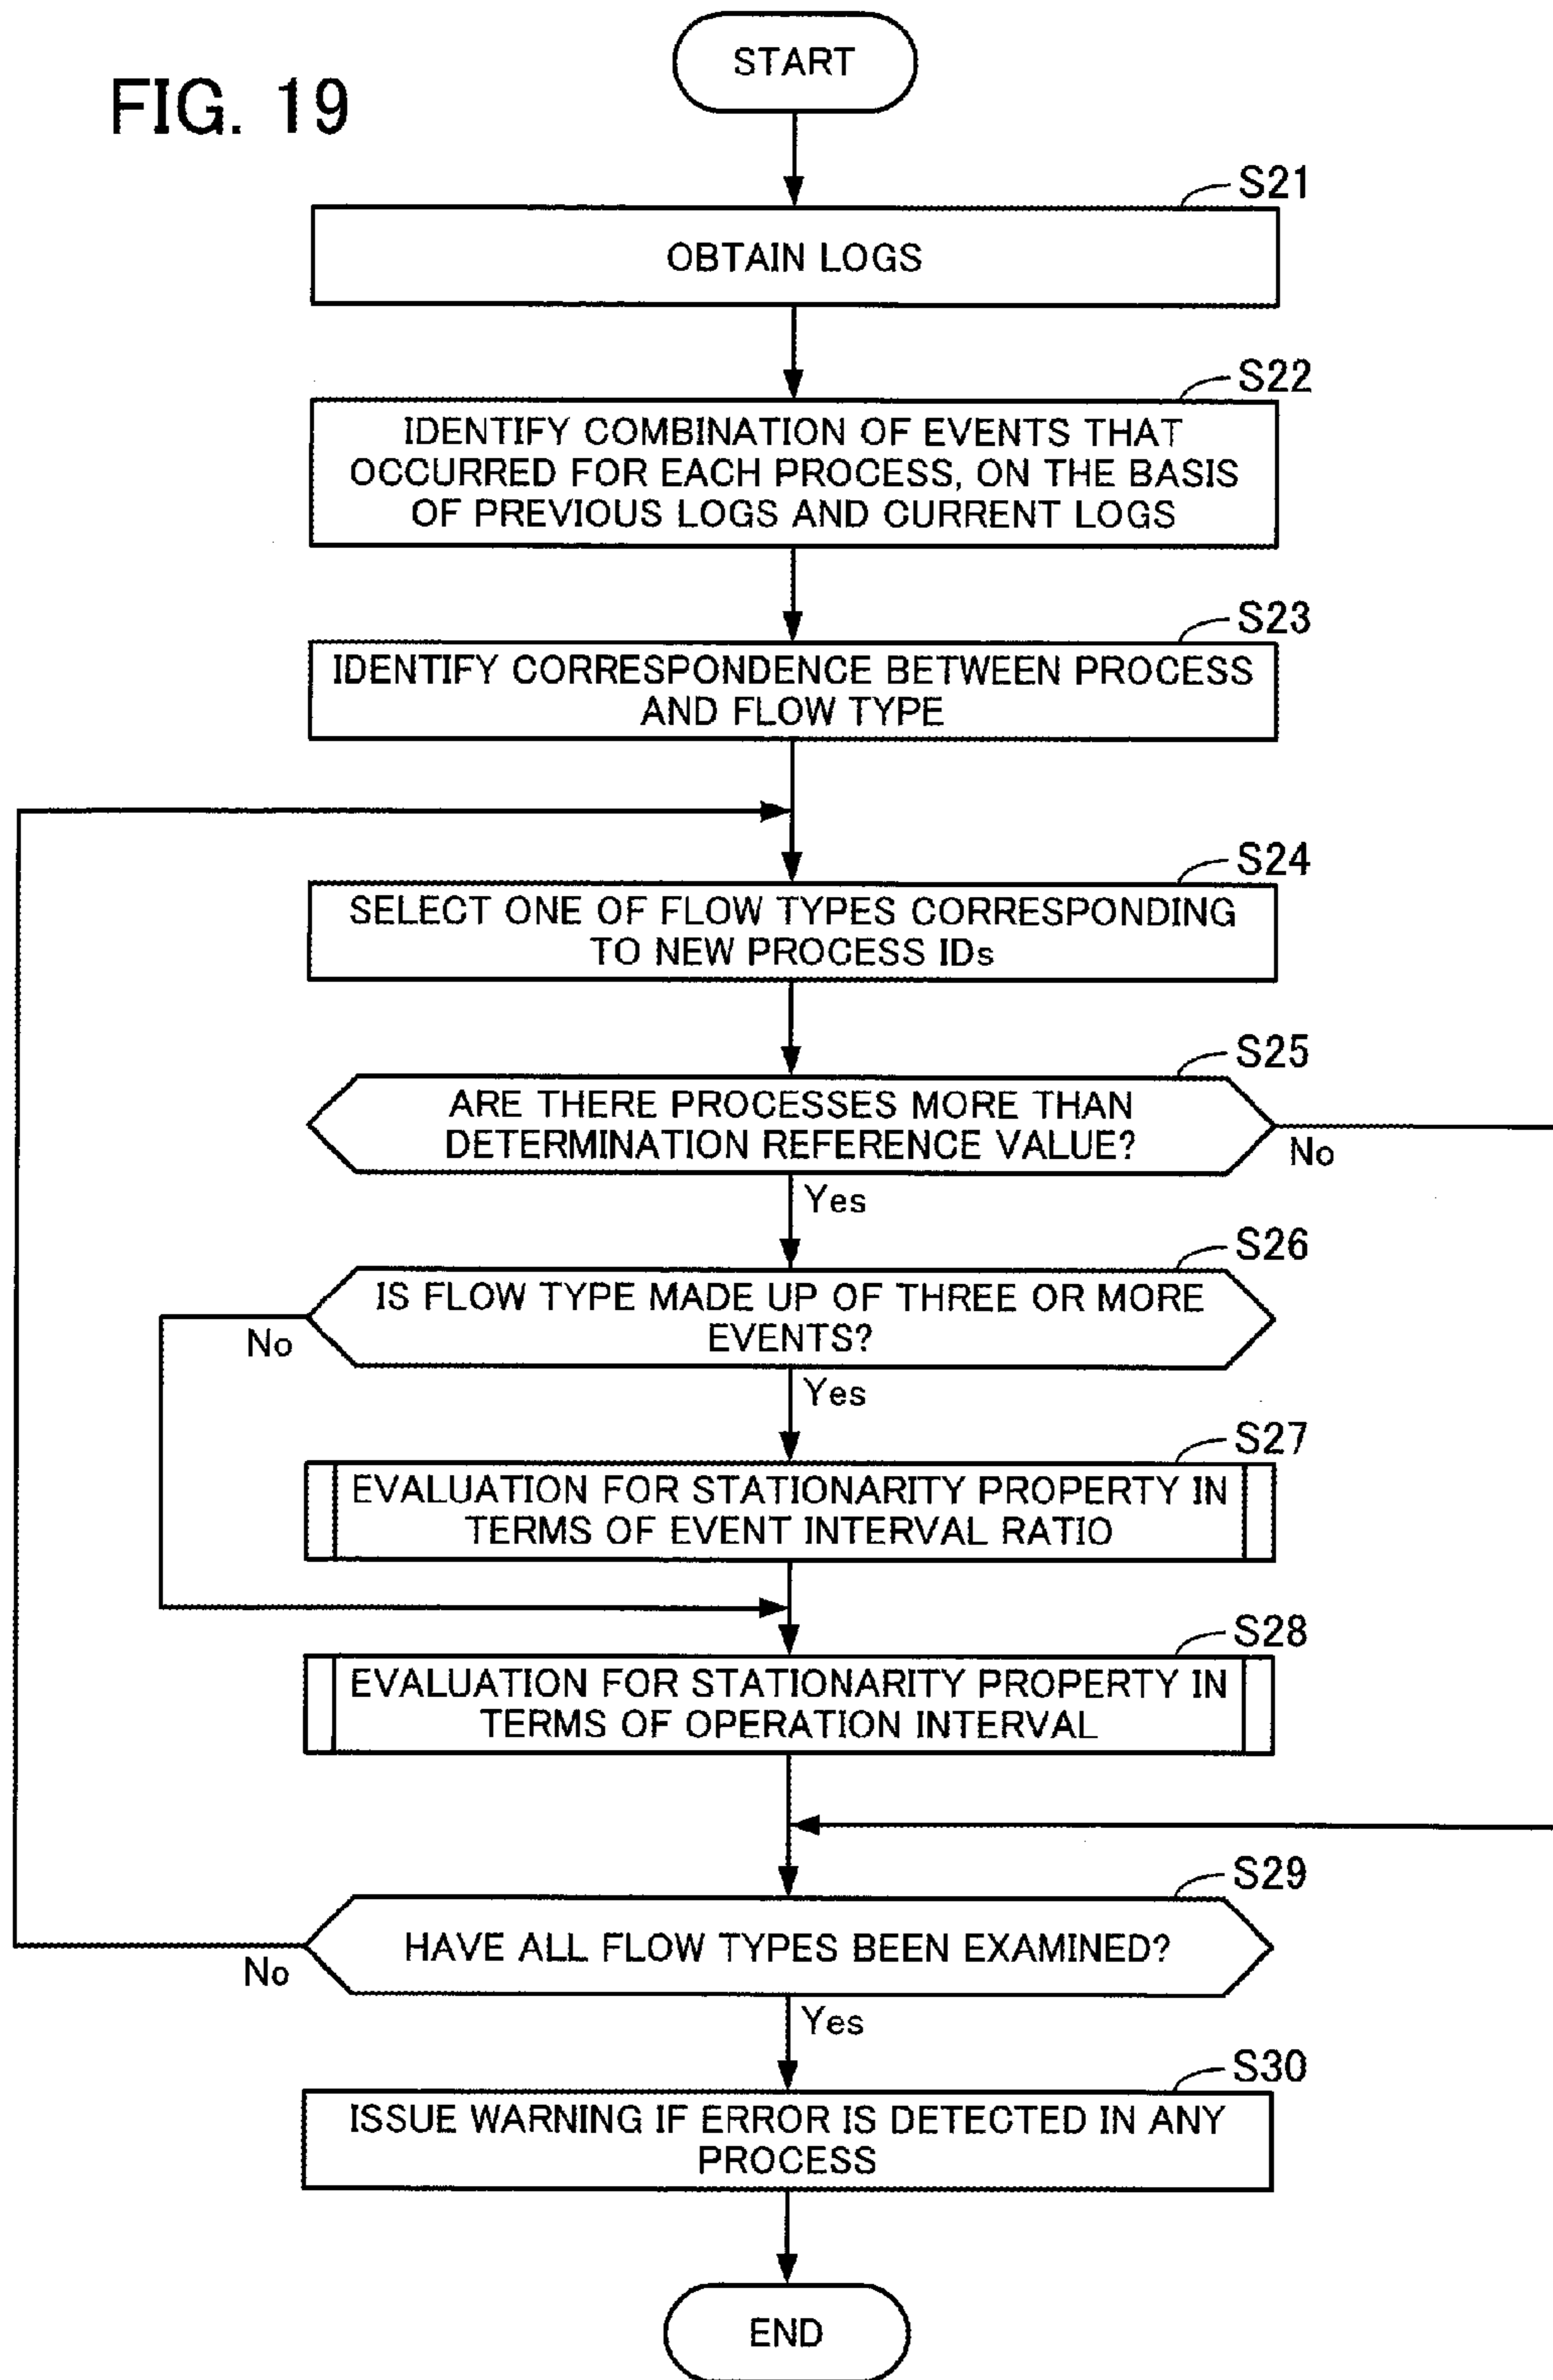 FIG. 19
START
S21
OBTAIN LOGS
S22
IDENTIFY COMBINATION OF EVENTS THAT
OCCURRED FOR EACH PROCESS, ON THE BASIS
OF PREVIOUS LOGS AND CURRENT LOGS
S23
IDENTIFY CORRESPONDENCE BETWEEN PROCESS
AND FLOW TYPE
S24
SELECT ONE OF FLOW TYPES CORRESPONDING
TO NEW PROCESS IDs
S25
ARE THERE PROCESSES MORE THAN
DETERMINATION REFERENCE VALUE?
No
Yes
S26
IS FLOW TYPE MADE UP OF THREE OR MORE
EVENTS?
No
Yes
S27
EVALUATION FOR STATIONARITY PROPERTY IN
TERMS OF EVENT INTERVAL RATIO
S28
EVALUATION FOR STATIONARITY PROPERTY IN
TERMS OF OPERATION INTERVAL
S29
HAVE ALL FLOW TYPES BEEN EXAMINED?
No
Yes
S30
ISSUE WARNING IF ERROR IS DETECTED IN ANY
PROCESS
END